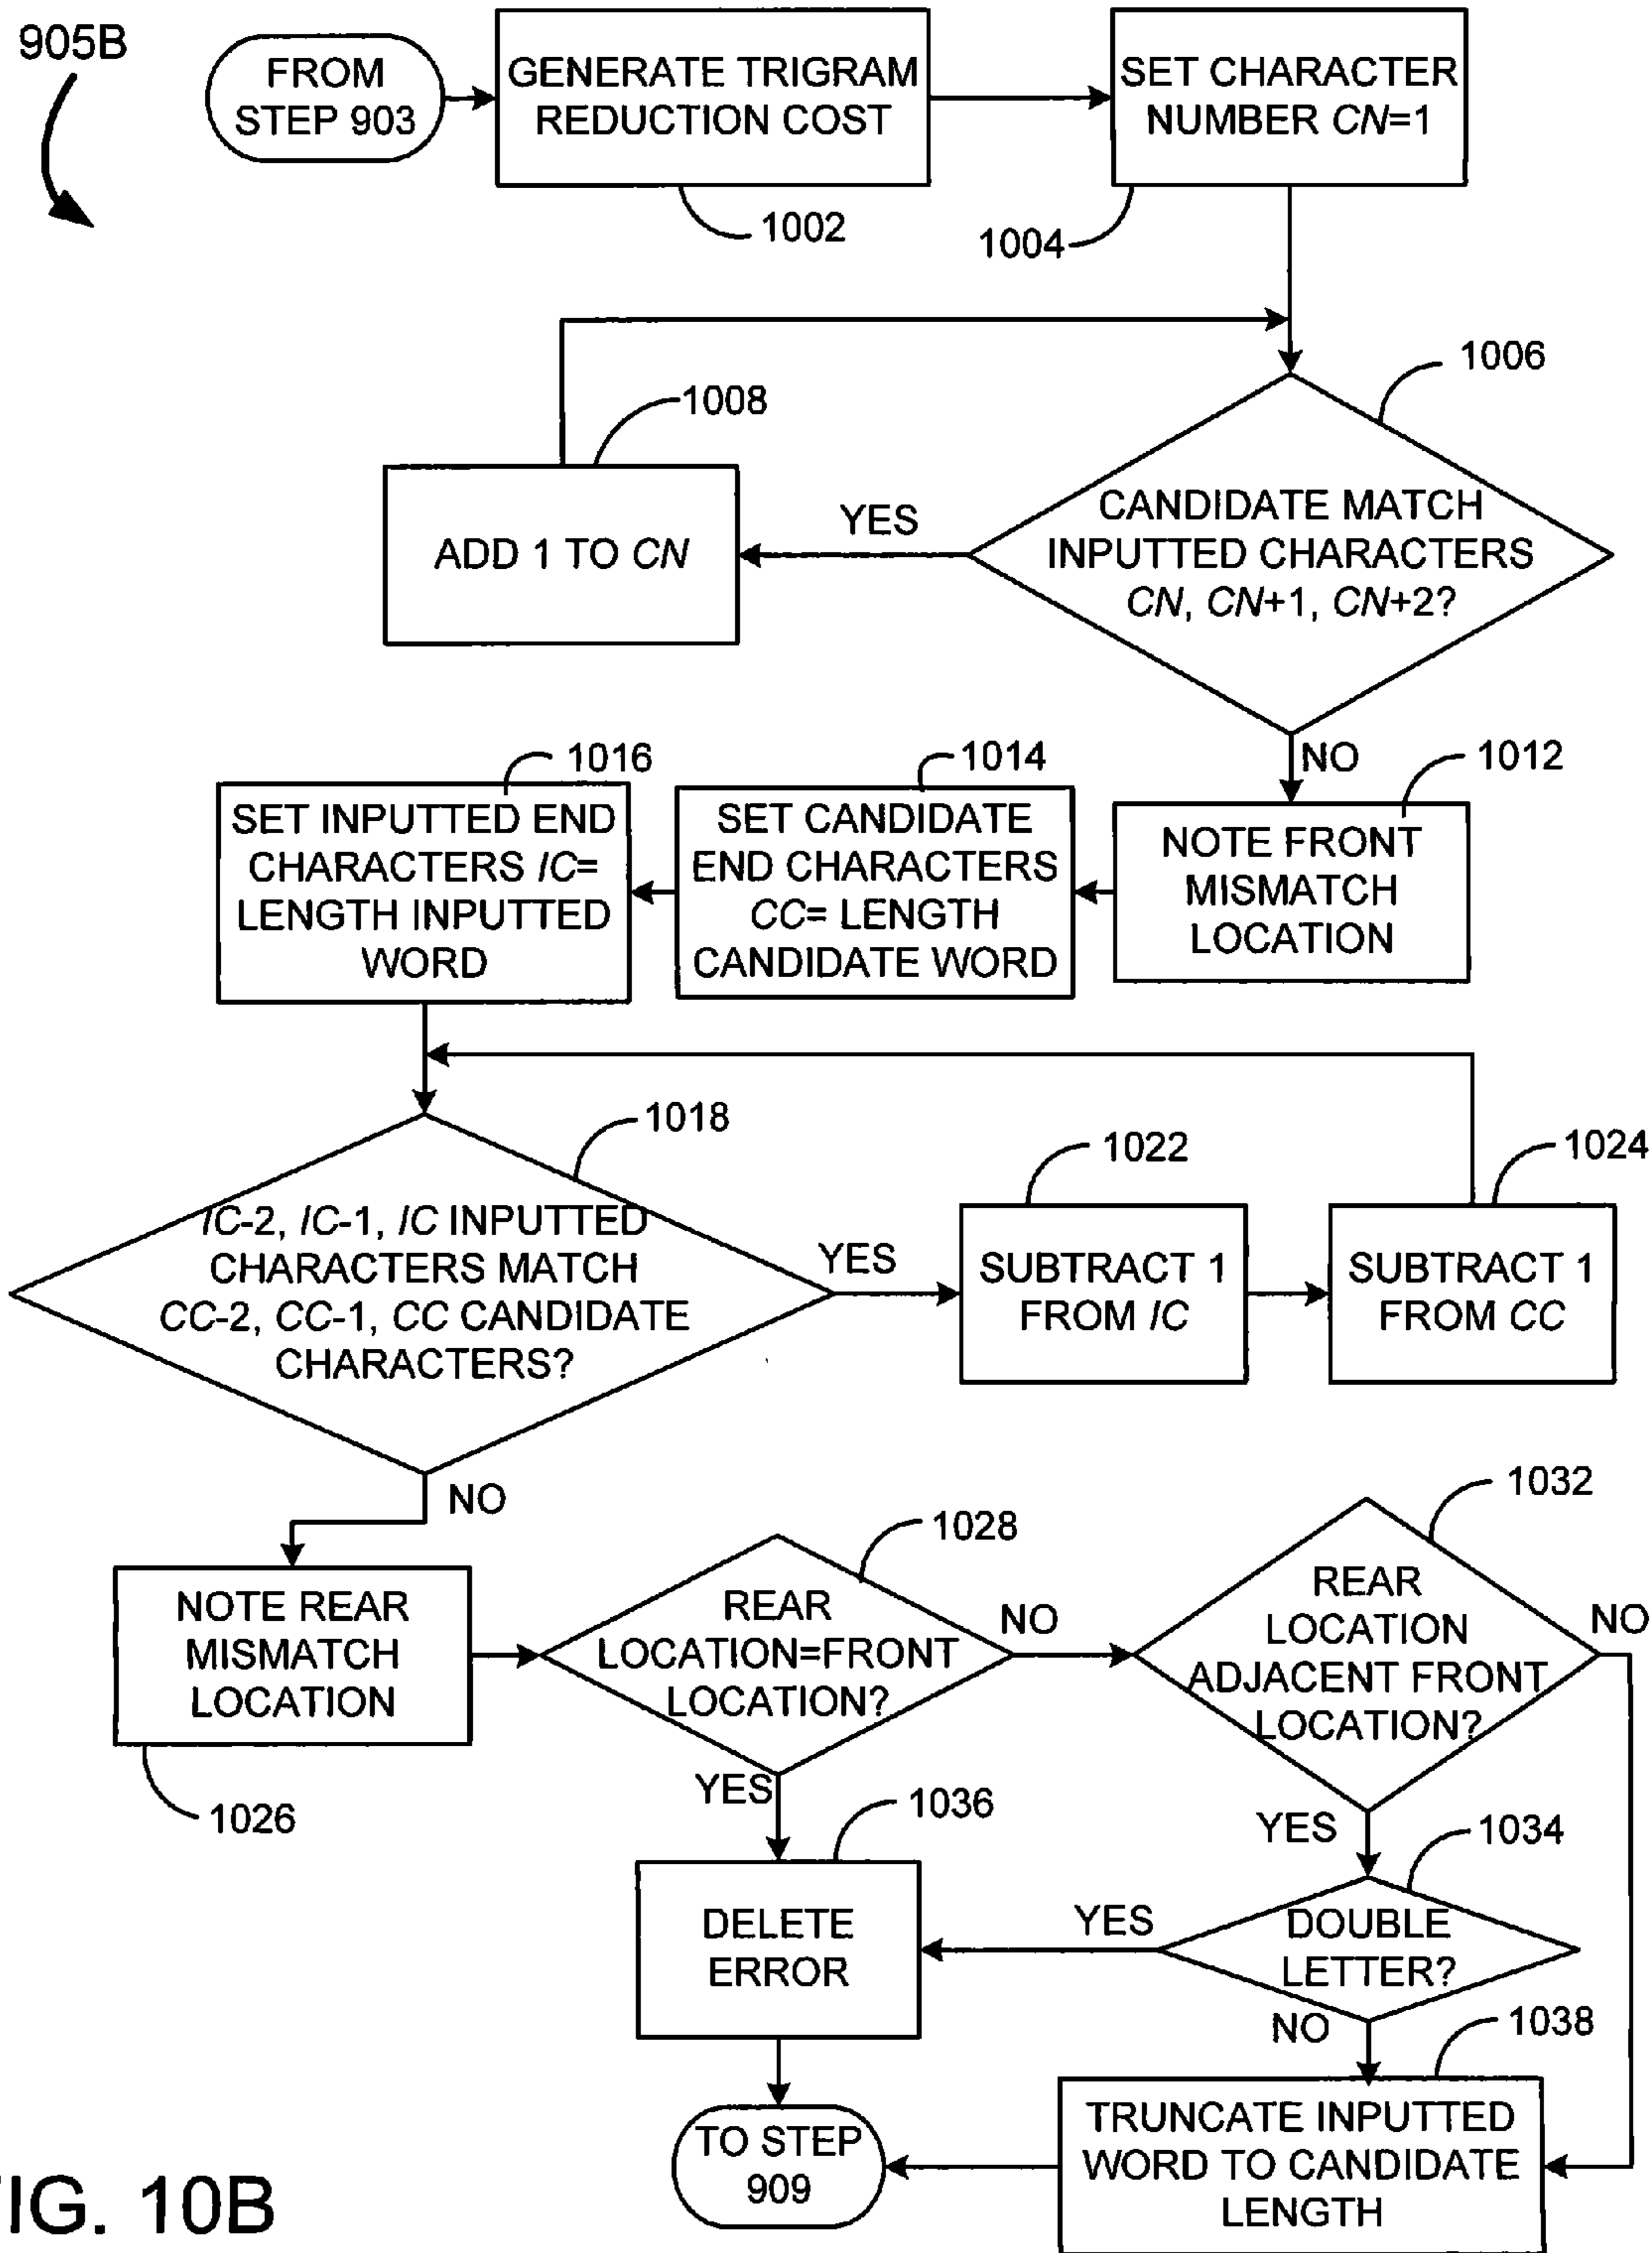 905B
FROM
STEP 903
GENERATE TRIGRAM
REDUCTION COST
SET CHARACTER
NUMBER CN=1
1002
1004
1006
1008
ADD 1 TO CN
YES
CANDIDATE MATCH
INPUTTED CHARACTERS
CN, CN+1, CN+2?
NO
1012
1014
1016
NOTE FRONT
MISMATCH
LOCATION
SET CANDIDATE
END CHARACTERS
CC= LENGTH
CANDIDATE WORD
SET INPUTTED END
CHARACTERS IC=
LENGTH INPUTTED
WORD
1018
IC-2, IC-1, IC INPUTTED
CHARACTERS MATCH
CC-2, CC-1, CC CANDIDATE
CHARACTERS?
YES
1022
SUBTRACT 1
FROM IC
1024
SUBTRACT 1
FROM CC
NO
NOTE REAR
MISMATCH
LOCATION
1026
1028
REAR
LOCATION=FRONT
LOCATION?
NO
1032
REAR
LOCATION
ADJACENT FRONT
LOCATION?
NO
YES
1036
DELETE
ERROR
YES
1034
DOUBLE
LETTER?
YES
NO
1038
TRUNCATE INPUTTED
WORD TO CANDIDATE
LENGTH
TO STEP
909
IG. 10B